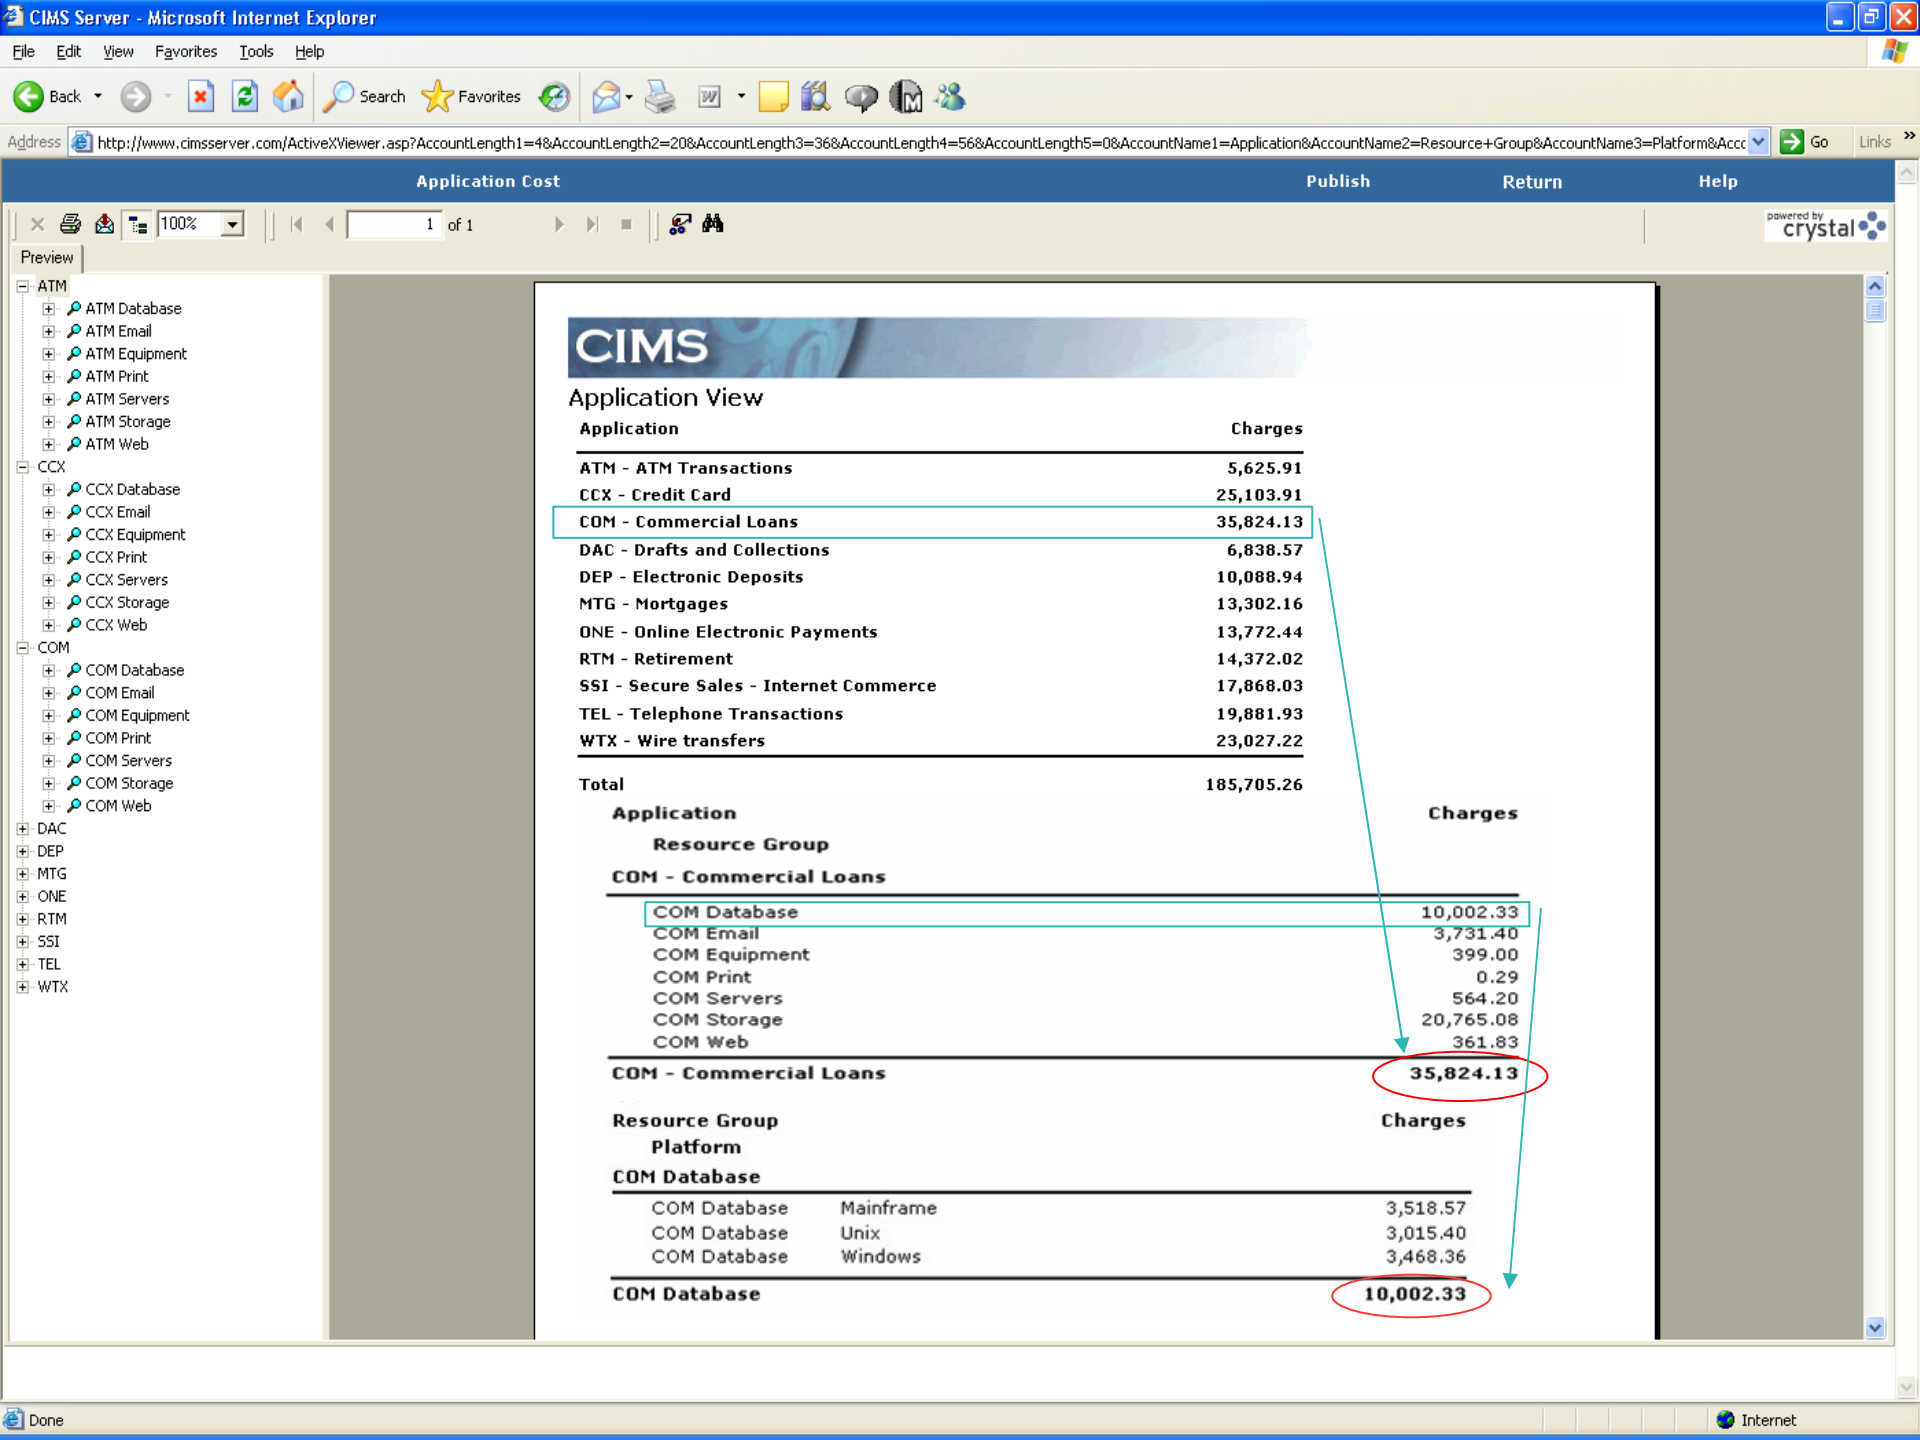 CIMS Server - Microsoft Internet Explorer
File Edit View Favorites Tools Help
Back Search Favorites
Address http://www.cimsserver.com/ActiveXViewer.asp?AccountLength1=4&AccountLength2=20&AccountLength3=36&AccountLength4=56&AccountLength5=0&AccountName1=Application&AccountName2=Resource+Group&AccountName3=Platform&Accc Go Links »
Application Cost Publish Return Help
100% 1 of 1 powered by crystal
Preview
ATM
ATM Database
ATM Email
ATM Equipment
ATM Print
ATM Servers
ATM Storage
ATM Web
CCX
CCX Database
CCX Email
CCX Equipment
CCX Print
CCX Servers
CCX Storage
CCX Web
COM
COM Database
COM Email
COM Equipment
COM Print
COM Servers
COM Storage
COM Web
DAC
DEP
MTG
ONE
RTM
SSI
TEL
WTX
CIMS
Application View
Application Charges
ATM - ATM Transactions 5,625.91
CCX - Credit Card 25,103.91
COM - Commercial Loans 35,824.13
DAC - Drafts and Collections 6,838.57
DEP - Electronic Deposits 10,088.94
MTG - Mortgages 13,302.16
ONE - Online Electronic Payments 13,772.44
RTM - Retirement 14,372.02
SSI - Secure Sales - Internet Commerce 17,868.03
TEL - Telephone Transactions 19,881.93
WTX - Wire transfers 23,027.22
Total 185,705.26
Application Charges
Resource Group
COM - Commercial Loans
COM Database 10,002.33
COM Email 3,731.40
COM Equipment 399.00
COM Print 0.29
COM Servers 564.20
COM Storage 20,765.08
COM Web 361.83
COM - Commercial Loans 35,824.13
Resource Group Charges
Platform
COM Database
COM Database Mainframe 3,518.57
COM Database Unix 3,015.40
COM Database Windows 3,468.36
COM Database 10,002.33
Done Internet